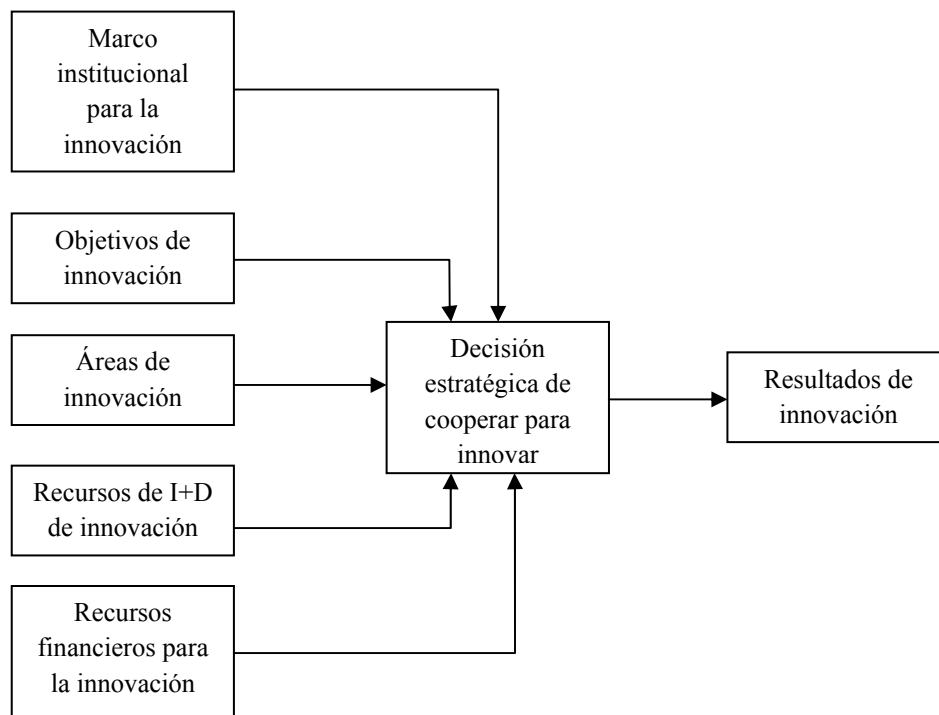 Marco
institucional
para la
innovación
Objetivos de
innovación
Áreas de
innovación
Recursos de I+D
de innovación
Recursos
financieros para
la innovación
Decisión
estratégica de
cooperar para
innovar
Resultados de
innovación